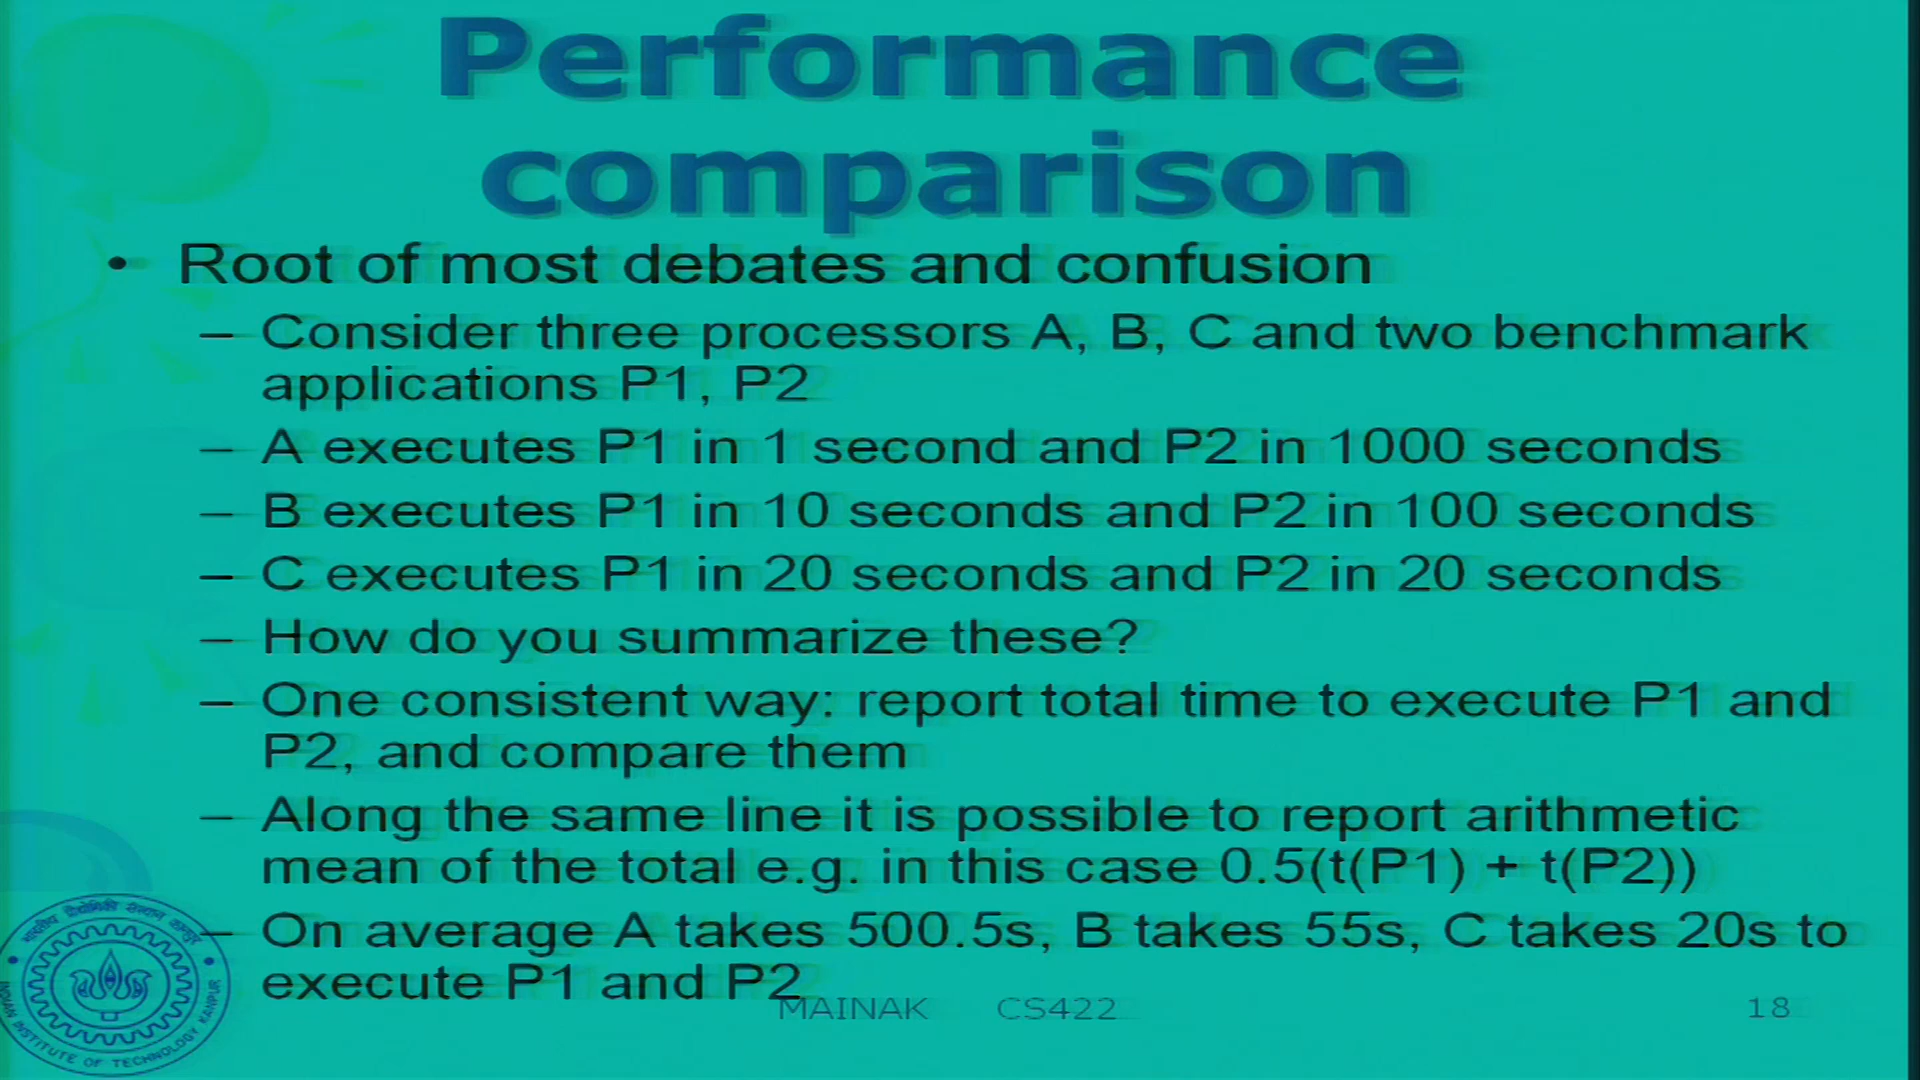 Performance
comparison
• Root of most debates and confusion
– Consider three processors A, B, C and two benchmark
applications P1, P2
– A executes P1 in 1 second and P2 in 1000 seconds
– B executes P1 in 10 seconds and P2 in 100 seconds
– C executes P1 in 20 seconds and P2 in 20 seconds
– How do you summarize these?
– One consistent way: report total time to execute P1 and
P2, and compare them
– Along the same line it is possible to report arithmetic
mean of the total e.g. in this case 0.5(t(P1) + t(P2))
– On average A takes 500.5s, B takes 55s, C takes 20s to
execute P1 and P2
MAINAK CS422 18
INDIAN INSTITUTE OF TECHNOLOGY KANPUR